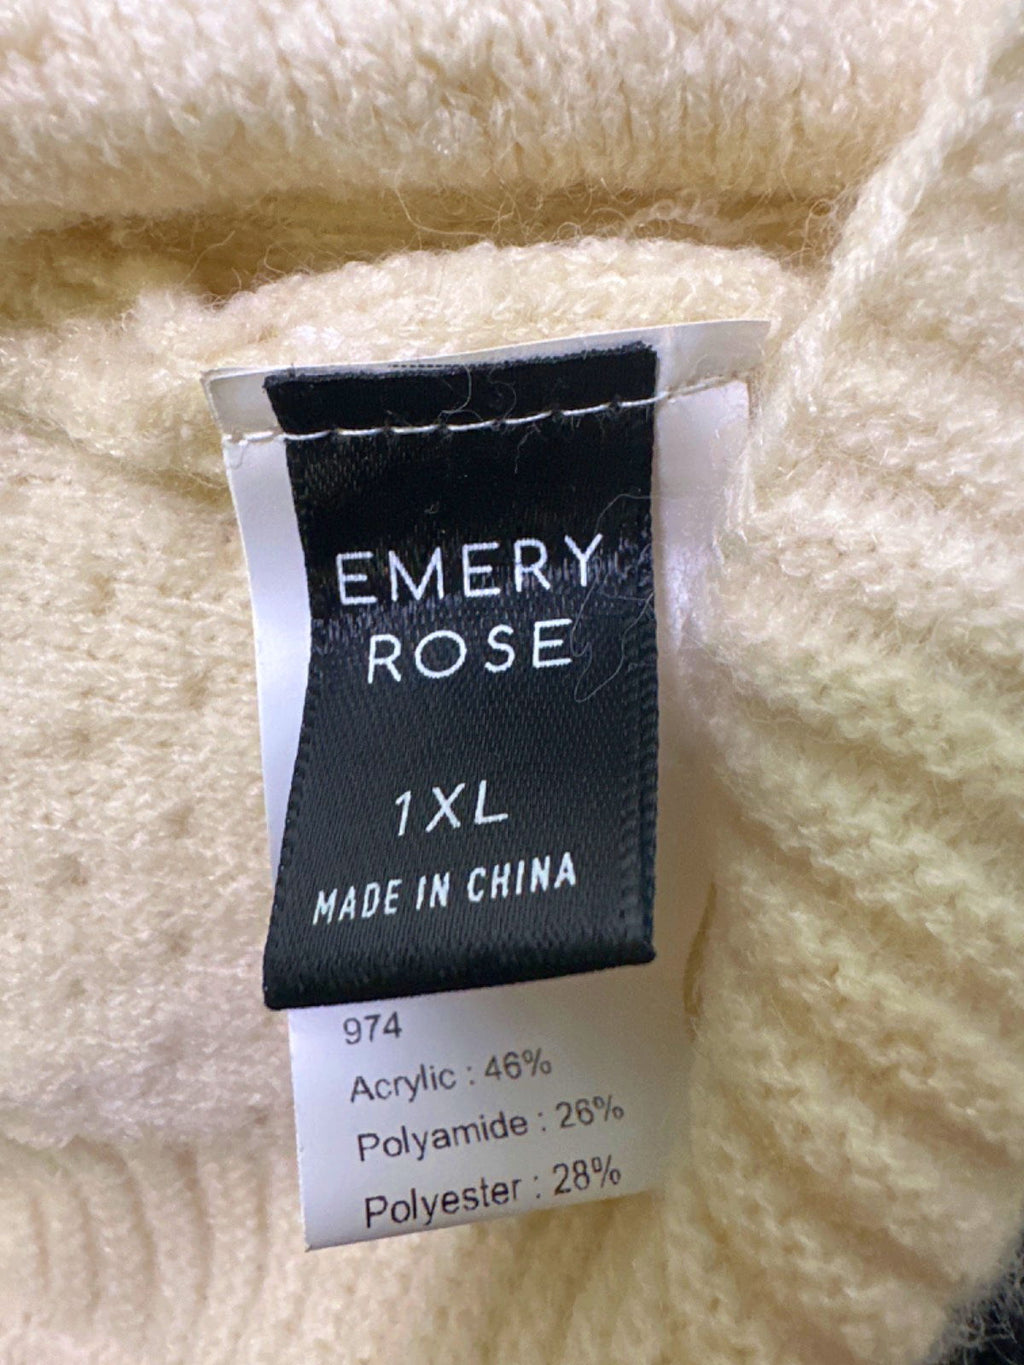 EMERY
ROSE
1XL
MADE IN CHINA
974
Acrylic : 46%
Polyamide : 26%
Polyester : 28%